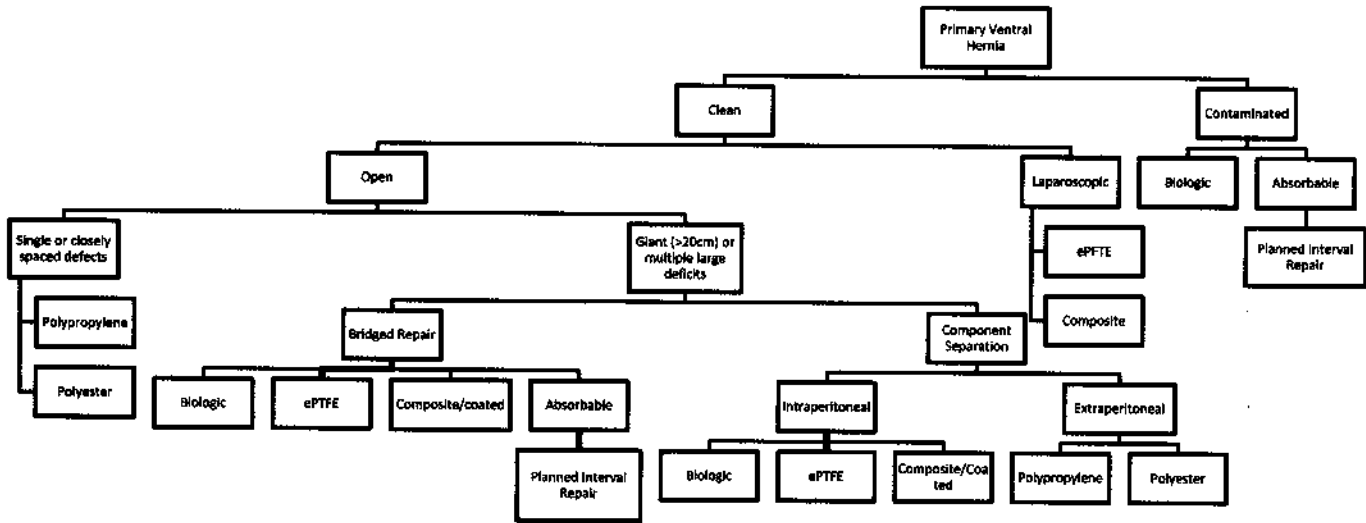 Primary Ventral
Hernia
Clean
Contaminated
Open
Laparoscopic
Biologic
Absorbable
Single or closely
spaced defects
Giant (>20cm) or
multiple large
deficits
ePFTE
Planned Interval
Repair
Polypropylene
Bridged Repair
Component
Separation
Composite
Polyester
Biologic
ePTFE
Composite/coated
Absorbable
Intraperitoneal
Extraperitoneal
Planned Interval
Repair
Biologic
ePTFE
Composite/Coa
ted
Polypropylene
Polyester